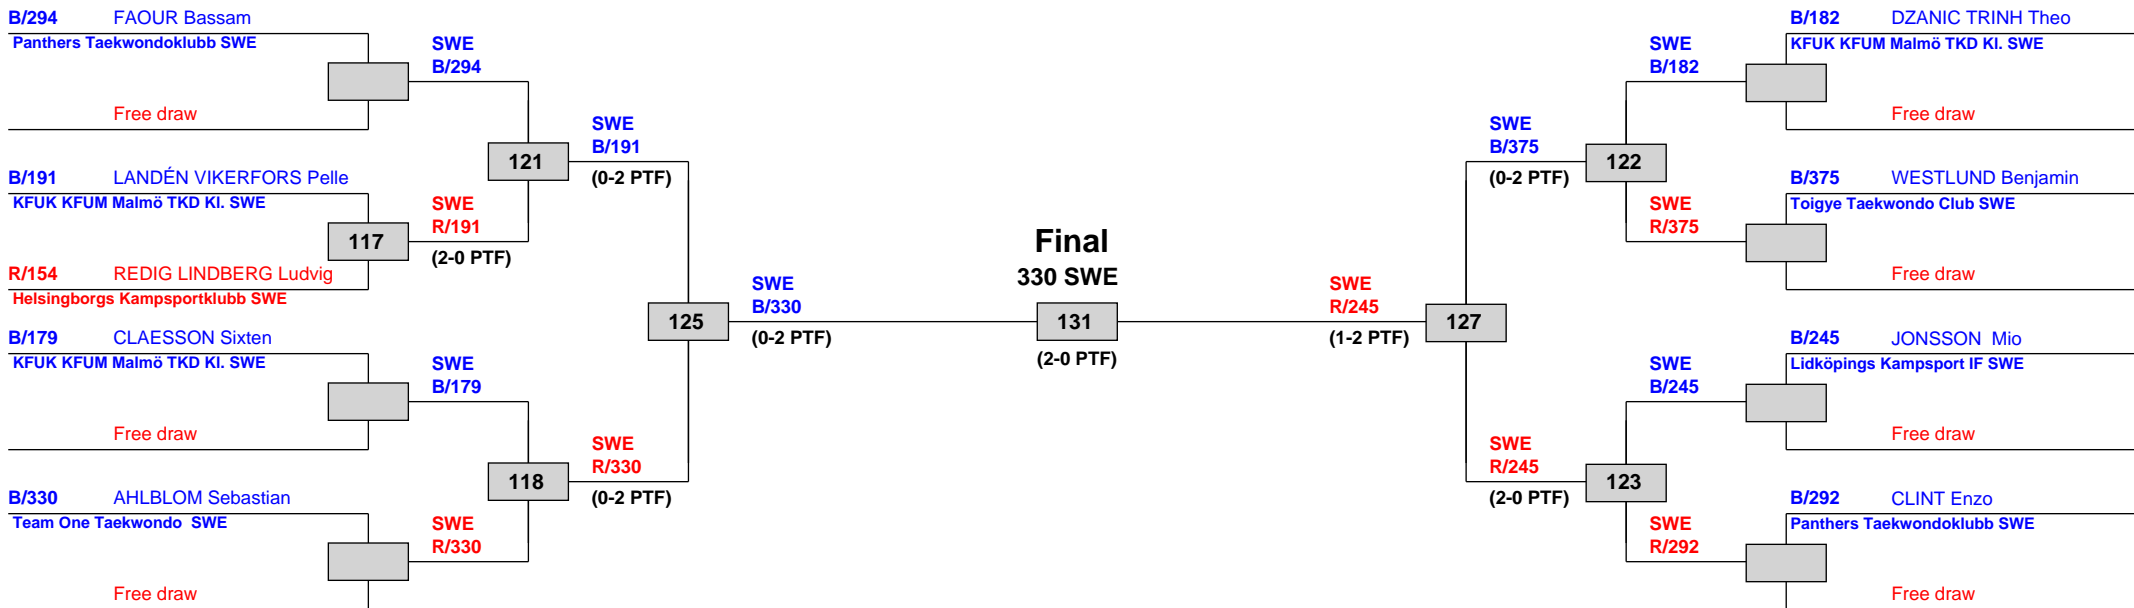 B/294 FAOUR Bassam
Panthers Taekwondoklubb SWE
Free draw
SWE
B/294
B/191 LANDÉN VIKERFORS Pelle
KFUK KFUM Malmö TKD Kl. SWE
117
R/154 REDIG LINDBERG Ludvig
Helsingborgs Kampsportklubb SWE
SWE
R/191
(2-0 PTF)
121
SWE
B/191
(0-2 PTF)
B/179 CLAESSON Sixten
KFUK KFUM Malmö TKD Kl. SWE
Free draw
SWE
B/179
B/330 AHLBLOM Sebastian
Team One Taekwondo  SWE
Free draw
SWE
R/330
118
SWE
R/330
(0-2 PTF)
125
SWE
B/330
(0-2 PTF)
Final
330 SWE
131
(2-0 PTF)
SWE
R/245
(1-2 PTF)
127
SWE
B/375
(0-2 PTF)
122
SWE
B/182
B/182 DZANIC TRINH Theo
KFUK KFUM Malmö TKD Kl. SWE
Free draw
SWE
R/375
B/375 WESTLUND Benjamin
Toigye Taekwondo Club SWE
Free draw
SWE
R/245
(2-0 PTF)
123
SWE
B/245
B/245 JONSSON  Mio
Lidköpings Kampsport IF SWE
Free draw
SWE
R/292
B/292 CLINT Enzo
Panthers Taekwondoklubb SWE
Free draw